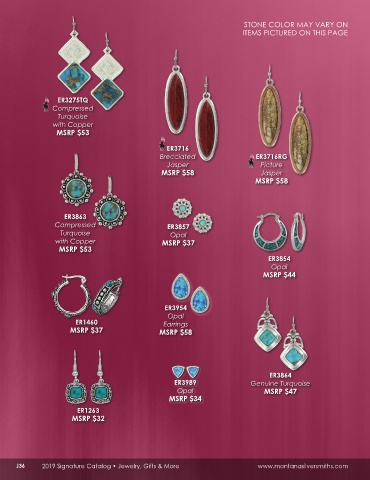 STONE COLOR MAY VARY ON
ITEMS PICTURED ON THIS PAGE
ER3275TQ
Compressed
Turquoise
with Copper
MSRP $53
ER3716
Brecciated
Jasper
MSRP $58
ER3716RG
Picture
Jasper
MSRP $58
ER3863
Compressed
Turquoise
with Copper
MSRP $53
ER3857
Opal
MSRP $37
ER3854
Opal
MSRP $44
ER1460
MSRP $37
ER3954
Opal
Earrings
MSRP $58
ER3864
Genuine Turquoise
MSRP $47
ER3989
Opal
MSRP $34
ER1263
MSRP $32
J36 2019 Signature Catalog • Jewelry, Gifts & More www.montanasilversmiths.com